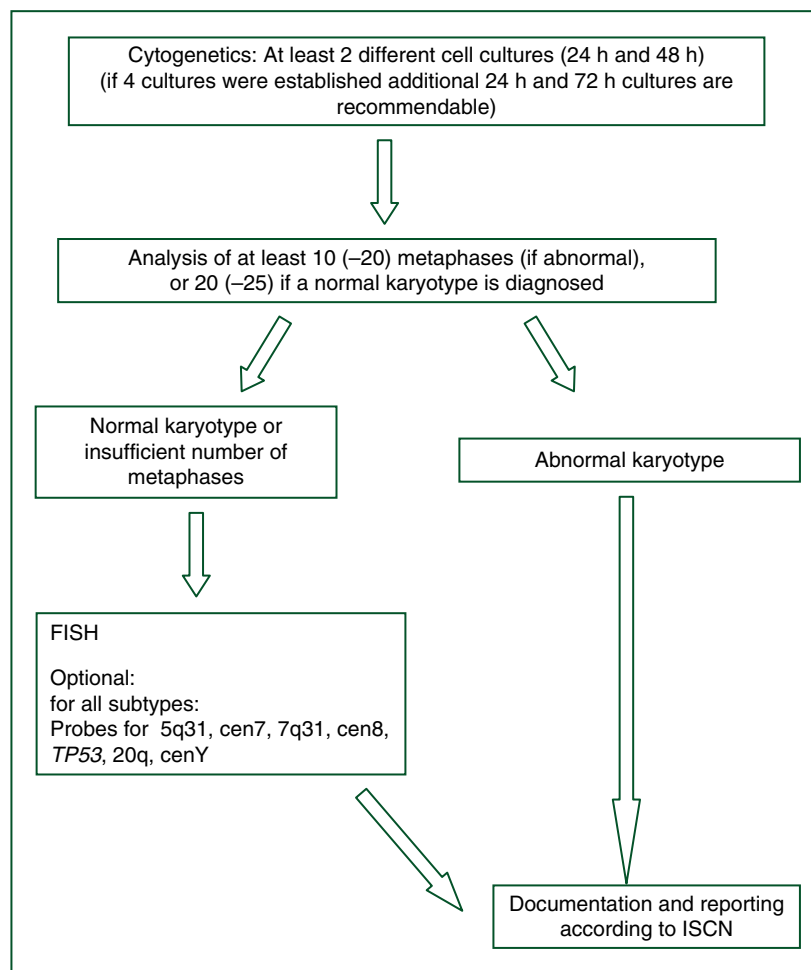 Cytogenetics: At least 2 different cell cultures (24 h and 48 h)
(if 4 cultures were established additional 24 h and 72 h cultures are
recommendable)
Analysis of at least 10 (–20) metaphases (if abnormal),
or 20 (–25) if a normal karyotype is diagnosed
Normal karyotype or
insufficient number of
metaphases
Abnormal karyotype
FISH
Optional:
for all subtypes:
Probes for 5q31, cen7, 7q31, cen8,
TP53, 20q, cenY
Documentation and reporting
according to ISCN